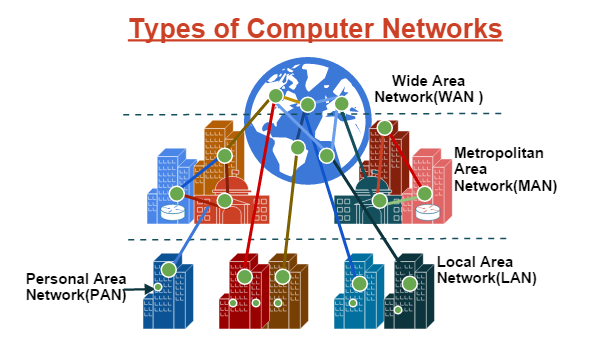 Types of Computer Networks
Wide Area
Network(WAN )
Metropolitan
Area
Network(MAN)
Local Area
Network(LAN)
Personal Area
Network(PAN)